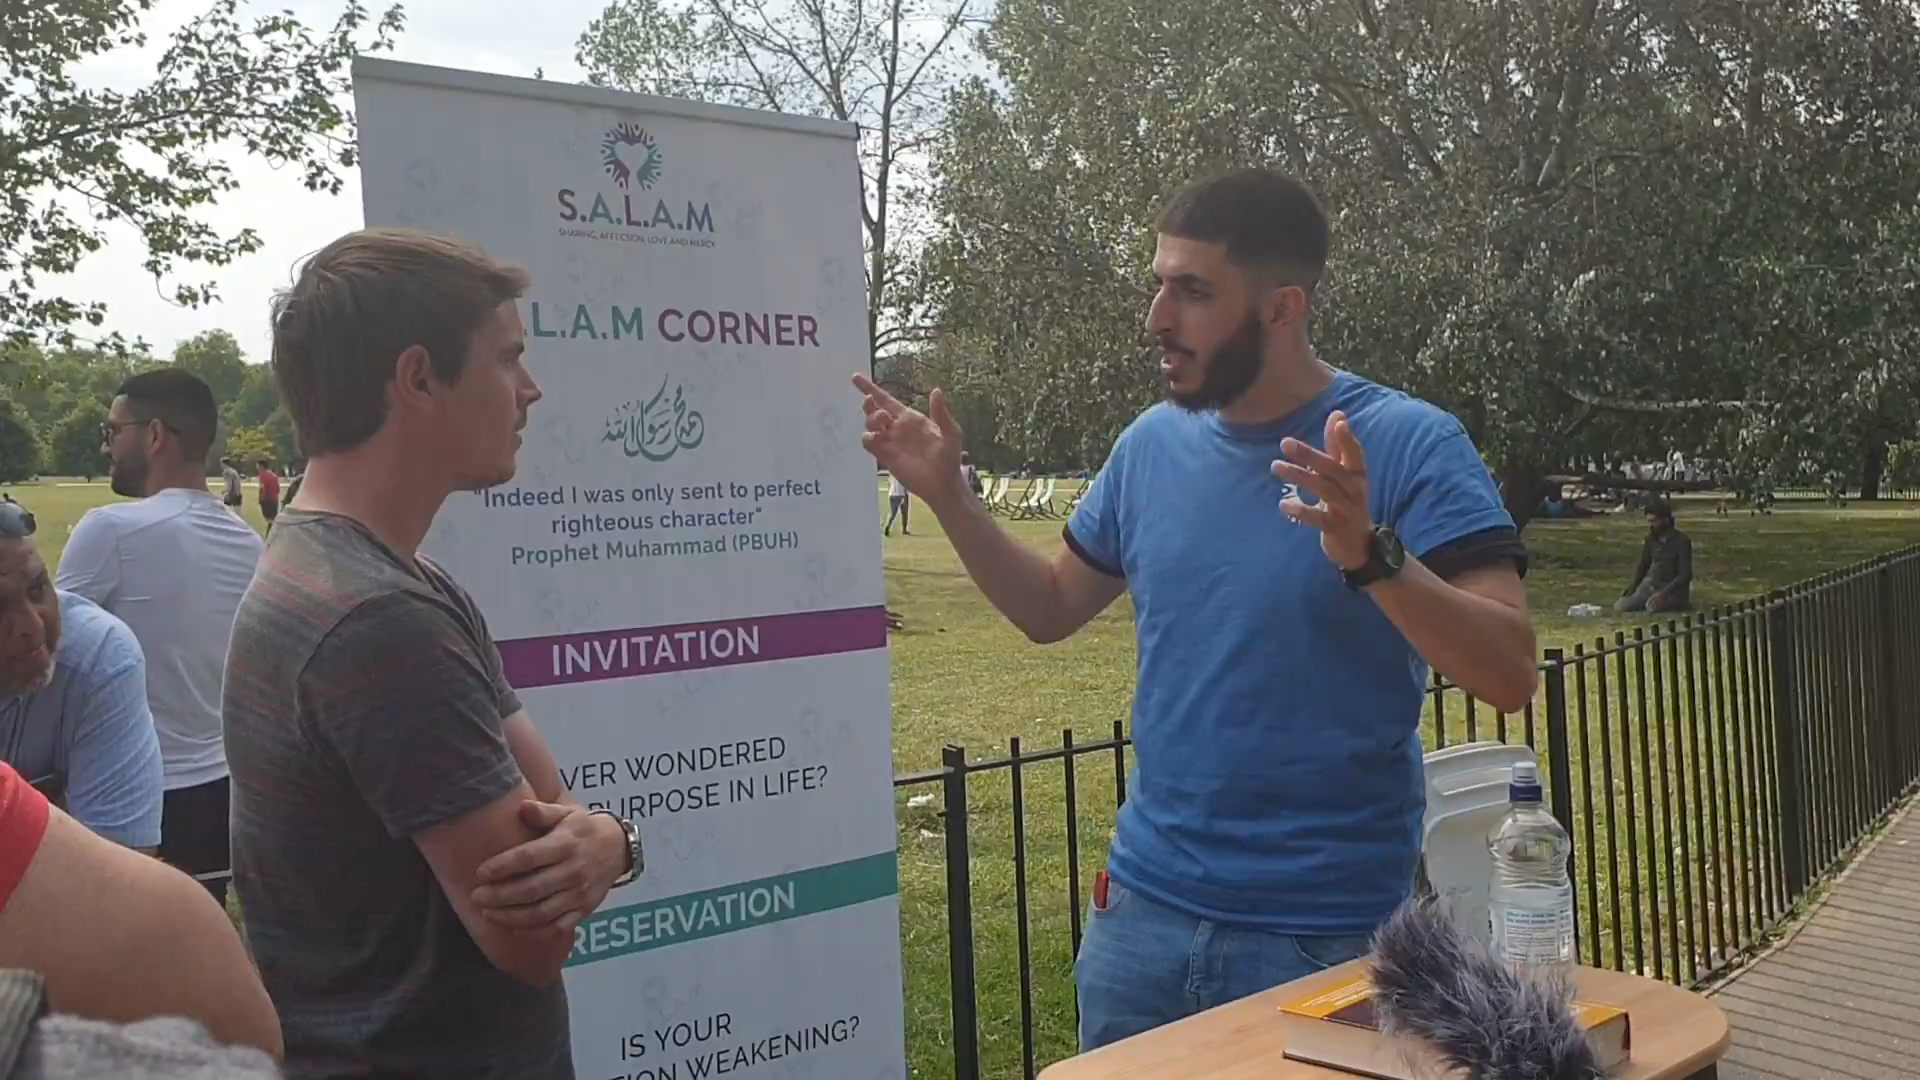 S.A.L.A.M
SHARING, AFFECTION, LOVE AND MERCY
.L.A.M CORNER
محمد رسول الله
"Indeed I was only sent to perfect
righteous character"
Prophet Muhammad (PBUH)
INVITATION
VER WONDERED
PURPOSE IN LIFE?
RESERVATION
IS YOUR
TION WEAKENING?